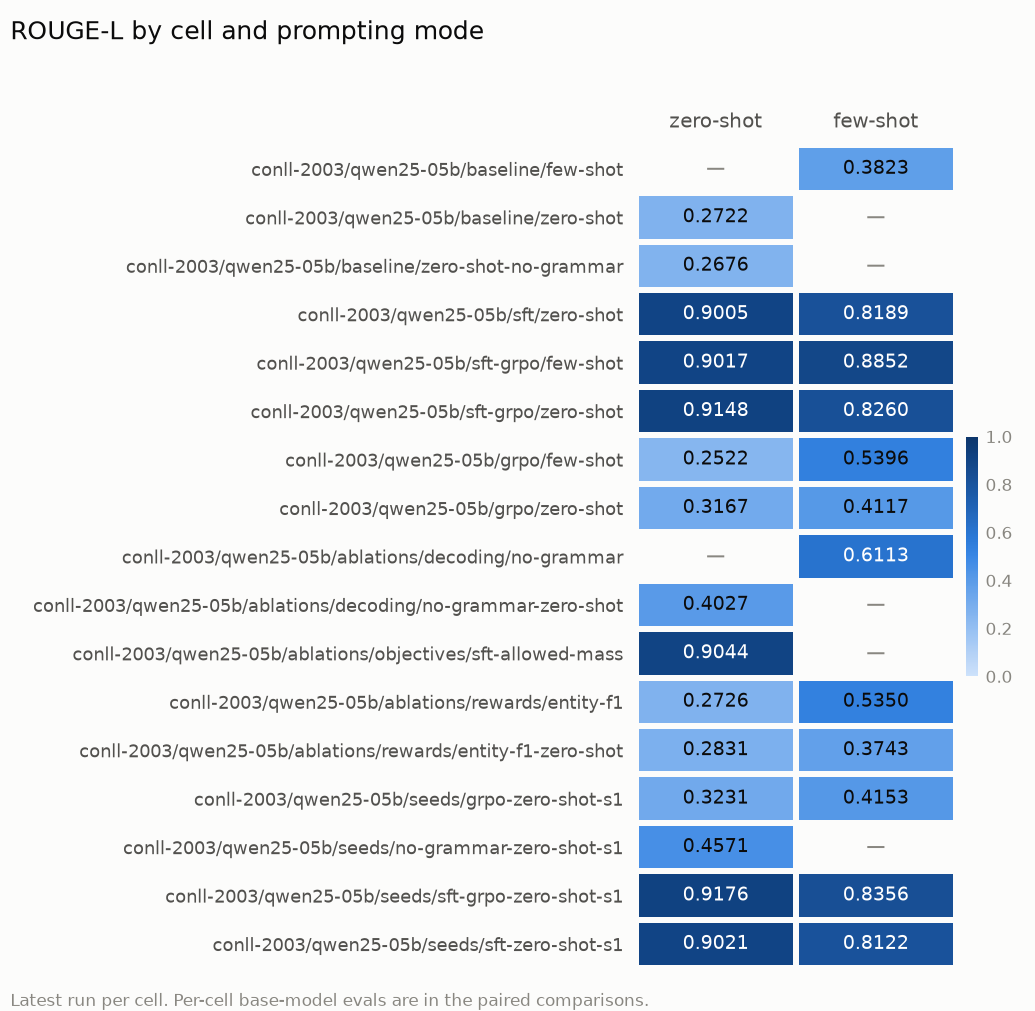 ROUGE-L by cell and prompting mode
zero-shot few-shot
conll-2003/qwen25-05b/baseline/few-shot — 0.3823
conll-2003/qwen25-05b/baseline/zero-shot 0.2722 —
conll-2003/qwen25-05b/baseline/zero-shot-no-grammar 0.2676 —
conll-2003/qwen25-05b/sft/zero-shot 0.9005 0.8189
conll-2003/qwen25-05b/sft-grpo/few-shot 0.9017 0.8852
conll-2003/qwen25-05b/sft-grpo/zero-shot 0.9148 0.8260
conll-2003/qwen25-05b/grpo/few-shot 0.2522 0.5396
conll-2003/qwen25-05b/grpo/zero-shot 0.3167 0.4117
conll-2003/qwen25-05b/ablations/decoding/no-grammar — 0.6113
conll-2003/qwen25-05b/ablations/decoding/no-grammar-zero-shot 0.4027 —
conll-2003/qwen25-05b/ablations/objectives/sft-allowed-mass 0.9044 —
conll-2003/qwen25-05b/ablations/rewards/entity-f1 0.2726 0.5350
conll-2003/qwen25-05b/ablations/rewards/entity-f1-zero-shot 0.2831 0.3743
conll-2003/qwen25-05b/seeds/grpo-zero-shot-s1 0.3231 0.4153
conll-2003/qwen25-05b/seeds/no-grammar-zero-shot-s1 0.4571 —
conll-2003/qwen25-05b/seeds/sft-grpo-zero-shot-s1 0.9176 0.8356
conll-2003/qwen25-05b/seeds/sft-zero-shot-s1 0.9021 0.8122
1.0
0.8
0.6
0.4
0.2
0.0
Latest run per cell. Per-cell base-model evals are in the paired comparisons.